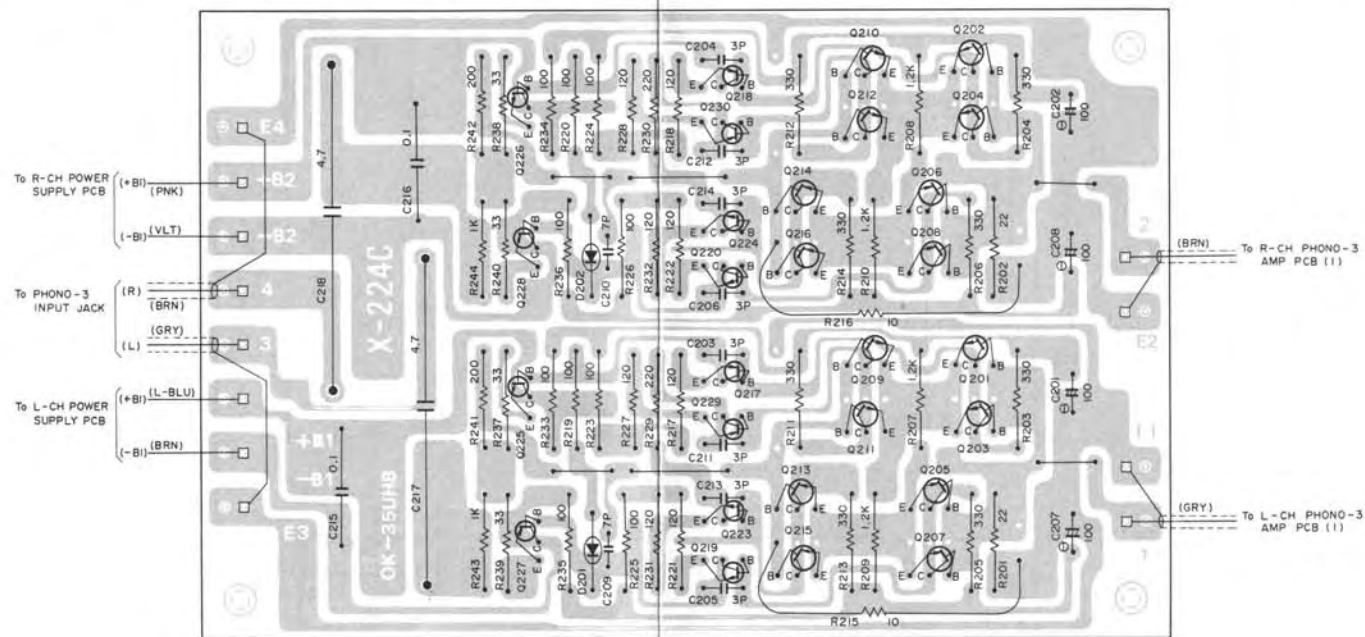 Q202
Q210
C204 3P
200
33
100
100
100
120
220
120
E C B
Q218
330
B C E
1.2K
E C B
330
Q230
Q212
Q204
C202
100
4.7
0.1
E4
R242
R238
B
C
E
R234
R220
R224
R228
R230
R218
E C B
R212
B C E
R208
E C B
R204
Q226
C212 3P
To R-CH POWER
SUPPLY PCB
(+BI)
(PNK)
-B2
C216
C214 3P
Q214
Q206
(-BI)
(VLT)
-B2
1K
33
B
C
E
100
7P
100
120
120
E C B
Q224
B C E
330
1.2K
E C B
330
22
2
C208
100
(BRN)
To R-CH PHONO-3
AMP PCB (1)
Q220
Q216
Q208
To PHONO-3
INPUT JACK
(R)
(BRN)
4
C218
X-224C
R244
R240
Q228
R236
D202
C210
R226
R232
R222
E C B
C206 3P
B C E
R214
R210
E C B
R206
R202
R216 10
E2
(GRY)
(L)
3
4.7
C203 3P
200
33
100
100
100
120
220
120
E C B
Q217
330
B C E
Q209
1.2K
E C B
Q201
330
C201
100
To L-CH POWER
SUPPLY PCB
(+BI)
(L-BLU)
(-BI)
(BRN)
Q229
R241
R237
Q225
B
C
E
R233
R219
R223
R227
R229
R217
E C B
C211 3P
R211
B C E
Q211
R207
E C B
Q203
R203
+B1
-B1
0.1
C217
C213 3P
Q213
Q205
1K
33
B
C
E
100
7P
100
120
120
E C B
Q223
B C E
330
1.2K
E C B
330
22
C207
100
(GRY)
To L-CH PHONO-3
AMP PCB (1)
E3
C215
OK-35UHB
Q219
Q215
Q207
1
R243
R239
Q227
R235
D201
C209
R225
R231
R221
E C B
C205 3P
B C E
R213
R209
E C B
R205
R201
R215 10